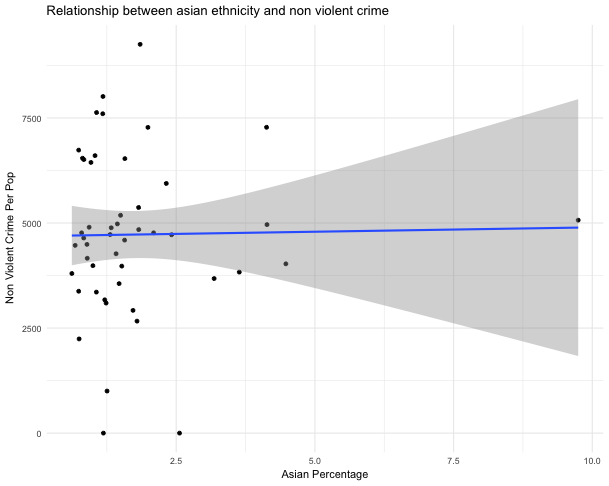 Relationship between asian ethnicity and non violent crime
Non Violent Crime Per Pop
7500
5000
2500
0
2.5 5.0 7.5 10.0
Asian Percentage